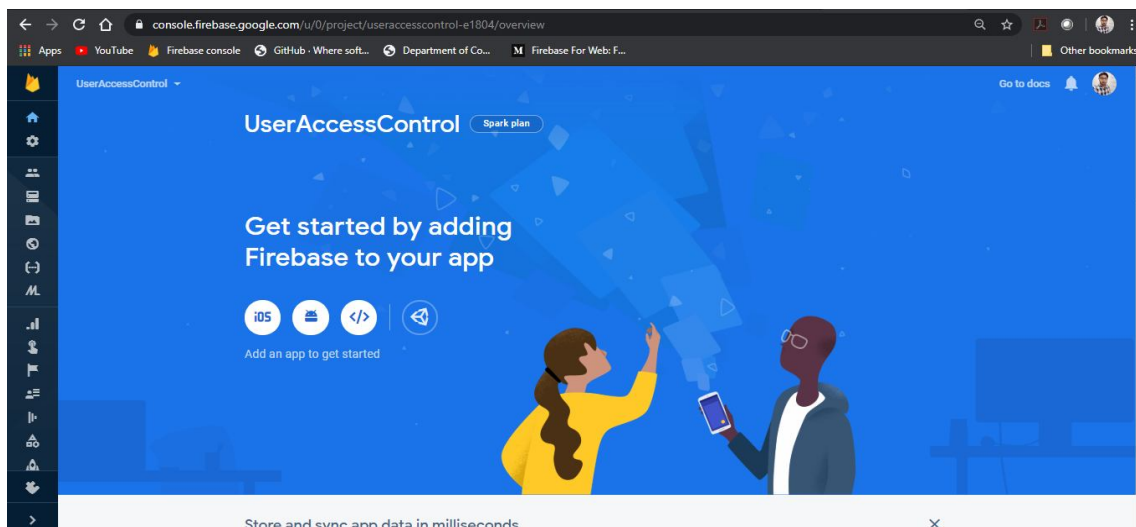 console.firebase.google.com/u/0/project/useraccesscontrol-e1804/overview
Apps YouTube Firebase console GitHub · Where soft... Department of Co... Firebase For Web: F... Other bookmarks
UserAccessControl Go to docs
UserAccessControl Spark plan
Get started by adding
Firebase to your app
iOS
Add an app to get started
Store and sync app data in milliseconds